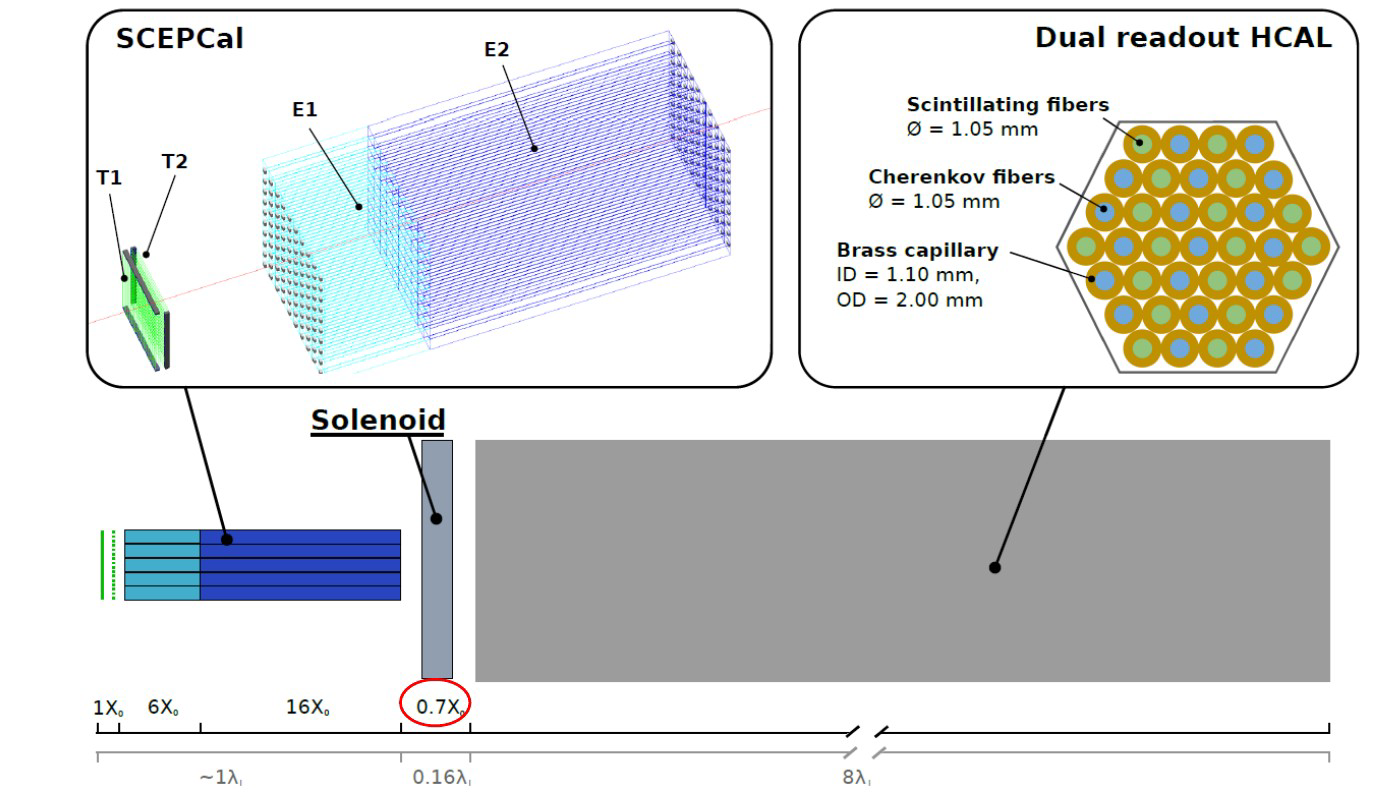 SCEPCal
E2
E1
T2
T1
Dual readout HCAL
Scintillating fibers
Ø = 1.05 mm
Cherenkov fibers
Ø = 1.05 mm
Brass capillary
ID = 1.10 mm,
OD = 2.00 mm
Solenoid
1X₀ 6X₀ 16X₀ 0.7X₀
~1λI 0.16λI 8λI